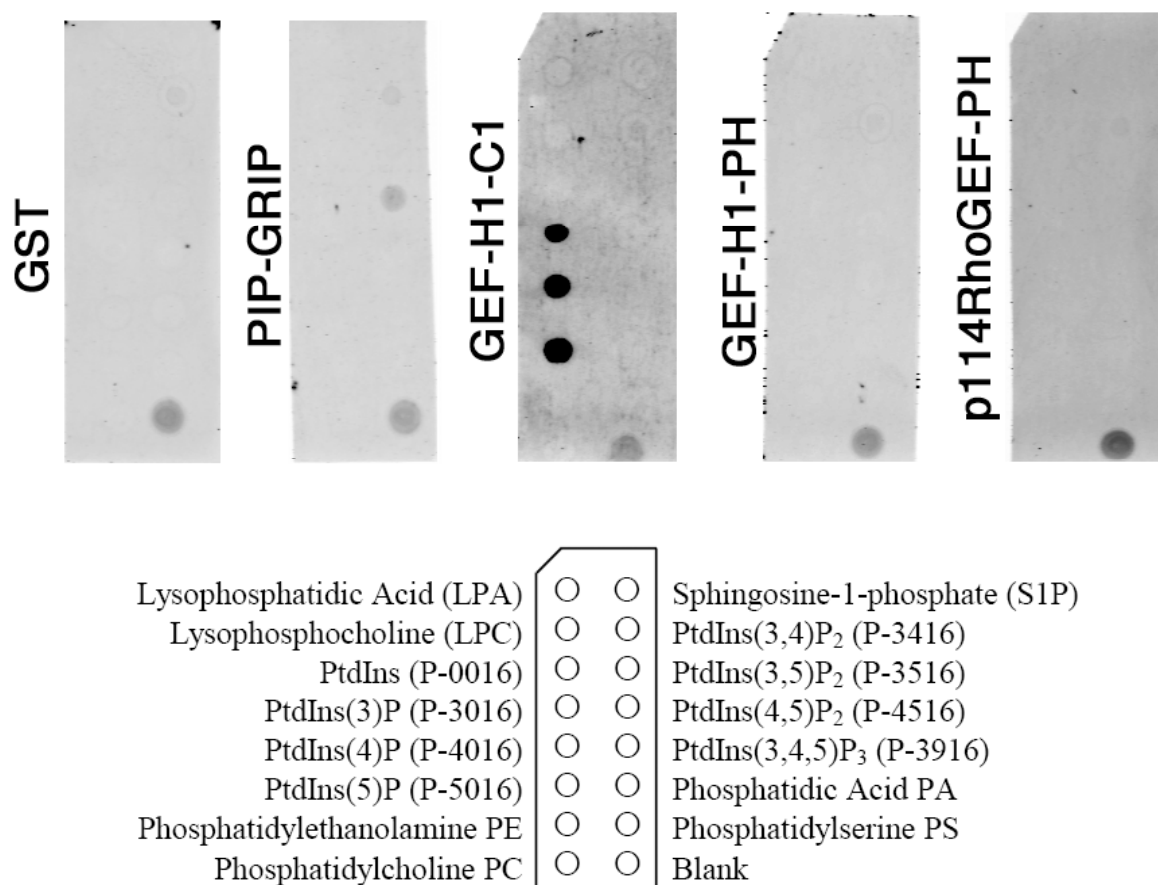 GST
PIP-GRIP
GEF-H1-C1
GEF-H1-PH
p114RhoGEF-PH
Lysophosphatidic Acid (LPA)
Sphingosine-1-phosphate (S1P)
Lysophosphocholine (LPC)
PtdIns(3,4)P₂ (P-3416)
PtdIns (P-0016)
PtdIns(3,5)P₂ (P-3516)
PtdIns(3)P (P-3016)
PtdIns(4,5)P₂ (P-4516)
PtdIns(4)P (P-4016)
PtdIns(3,4,5)P₃ (P-3916)
PtdIns(5)P (P-5016)
Phosphatidic Acid PA
Phosphatidylethanolamine PE
Phosphatidylserine PS
Phosphatidylcholine PC
Blank